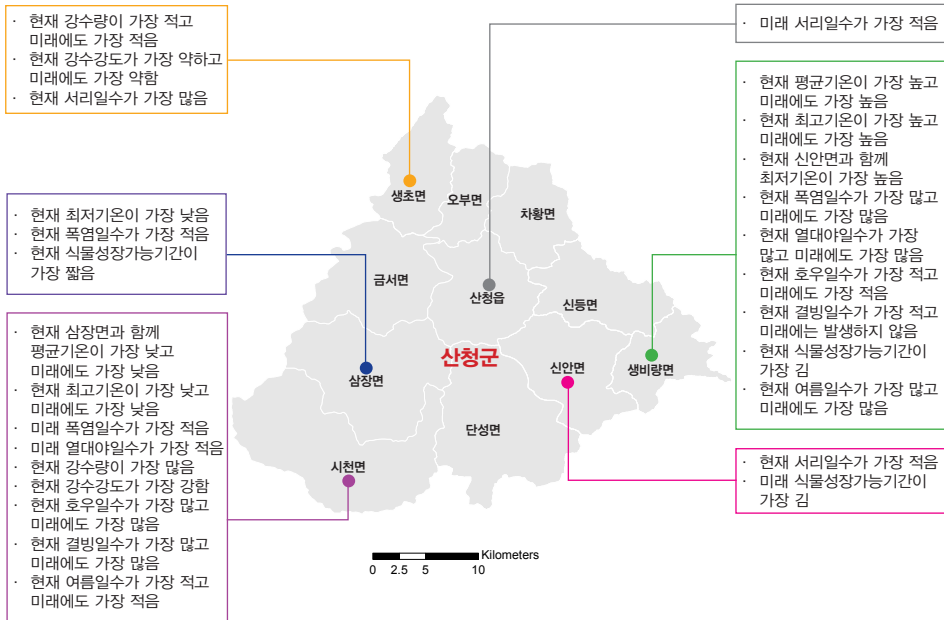 · 현재 강수량이 가장 적고
미래에도 가장 적음
· 현재 강수강도가 가장 약하고
미래에도 가장 약함
· 현재 서리일수가 가장 많음
· 미래 서리일수가 가장 적음
· 현재 평균기온이 가장 높고
미래에도 가장 높음
· 현재 최고기온이 가장 높고
미래에도 가장 높음
· 현재 신안면과 함께
최저기온이 가장 높음
· 현재 폭염일수가 가장 많고
미래에도 가장 많음
· 현재 열대야일수가 가장
많고 미래에도 가장 많음
· 현재 호우일수가 가장 적고
미래에도 가장 적음
· 현재 결빙일수가 가장 적고
미래에는 발생하지 않음
· 현재 식물성장가능기간이
가장 김
· 현재 여름일수가 가장 많고
미래에도 가장 많음
· 현재 최저기온이 가장 낮음
· 현재 폭염일수가 가장 적음
· 현재 식물성장가능기간이
가장 짧음
· 현재 삼장면과 함께
평균기온이 가장 낮고
미래에도 가장 낮음
· 현재 최고기온이 가장 낮고
미래에도 가장 낮음
· 미래 폭염일수가 가장 적음
· 미래 열대야일수가 가장 적음
· 현재 강수량이 가장 많음
· 현재 강수강도가 가장 강함
· 현재 호우일수가 가장 많고
미래에도 가장 많음
· 현재 결빙일수가 가장 많고
미래에도 가장 많음
· 현재 여름일수가 가장 적고
미래에도 가장 적음
· 현재 서리일수가 가장 적음
· 미래 식물성장가능기간이
가장 김
생초면
오부면
차황면
금서면
산청읍
신등면
산청군
삼장면
신안면
생비량면
단성면
시천면
Kilometers
0 2.5 5 10